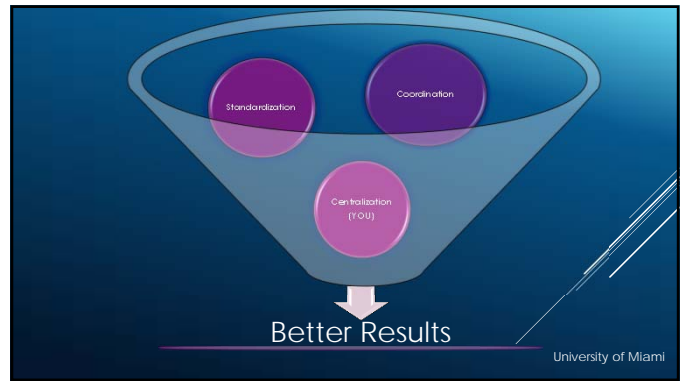 Standardization
Coordination
Centralization
(YOU)
Better Results
University of Miami